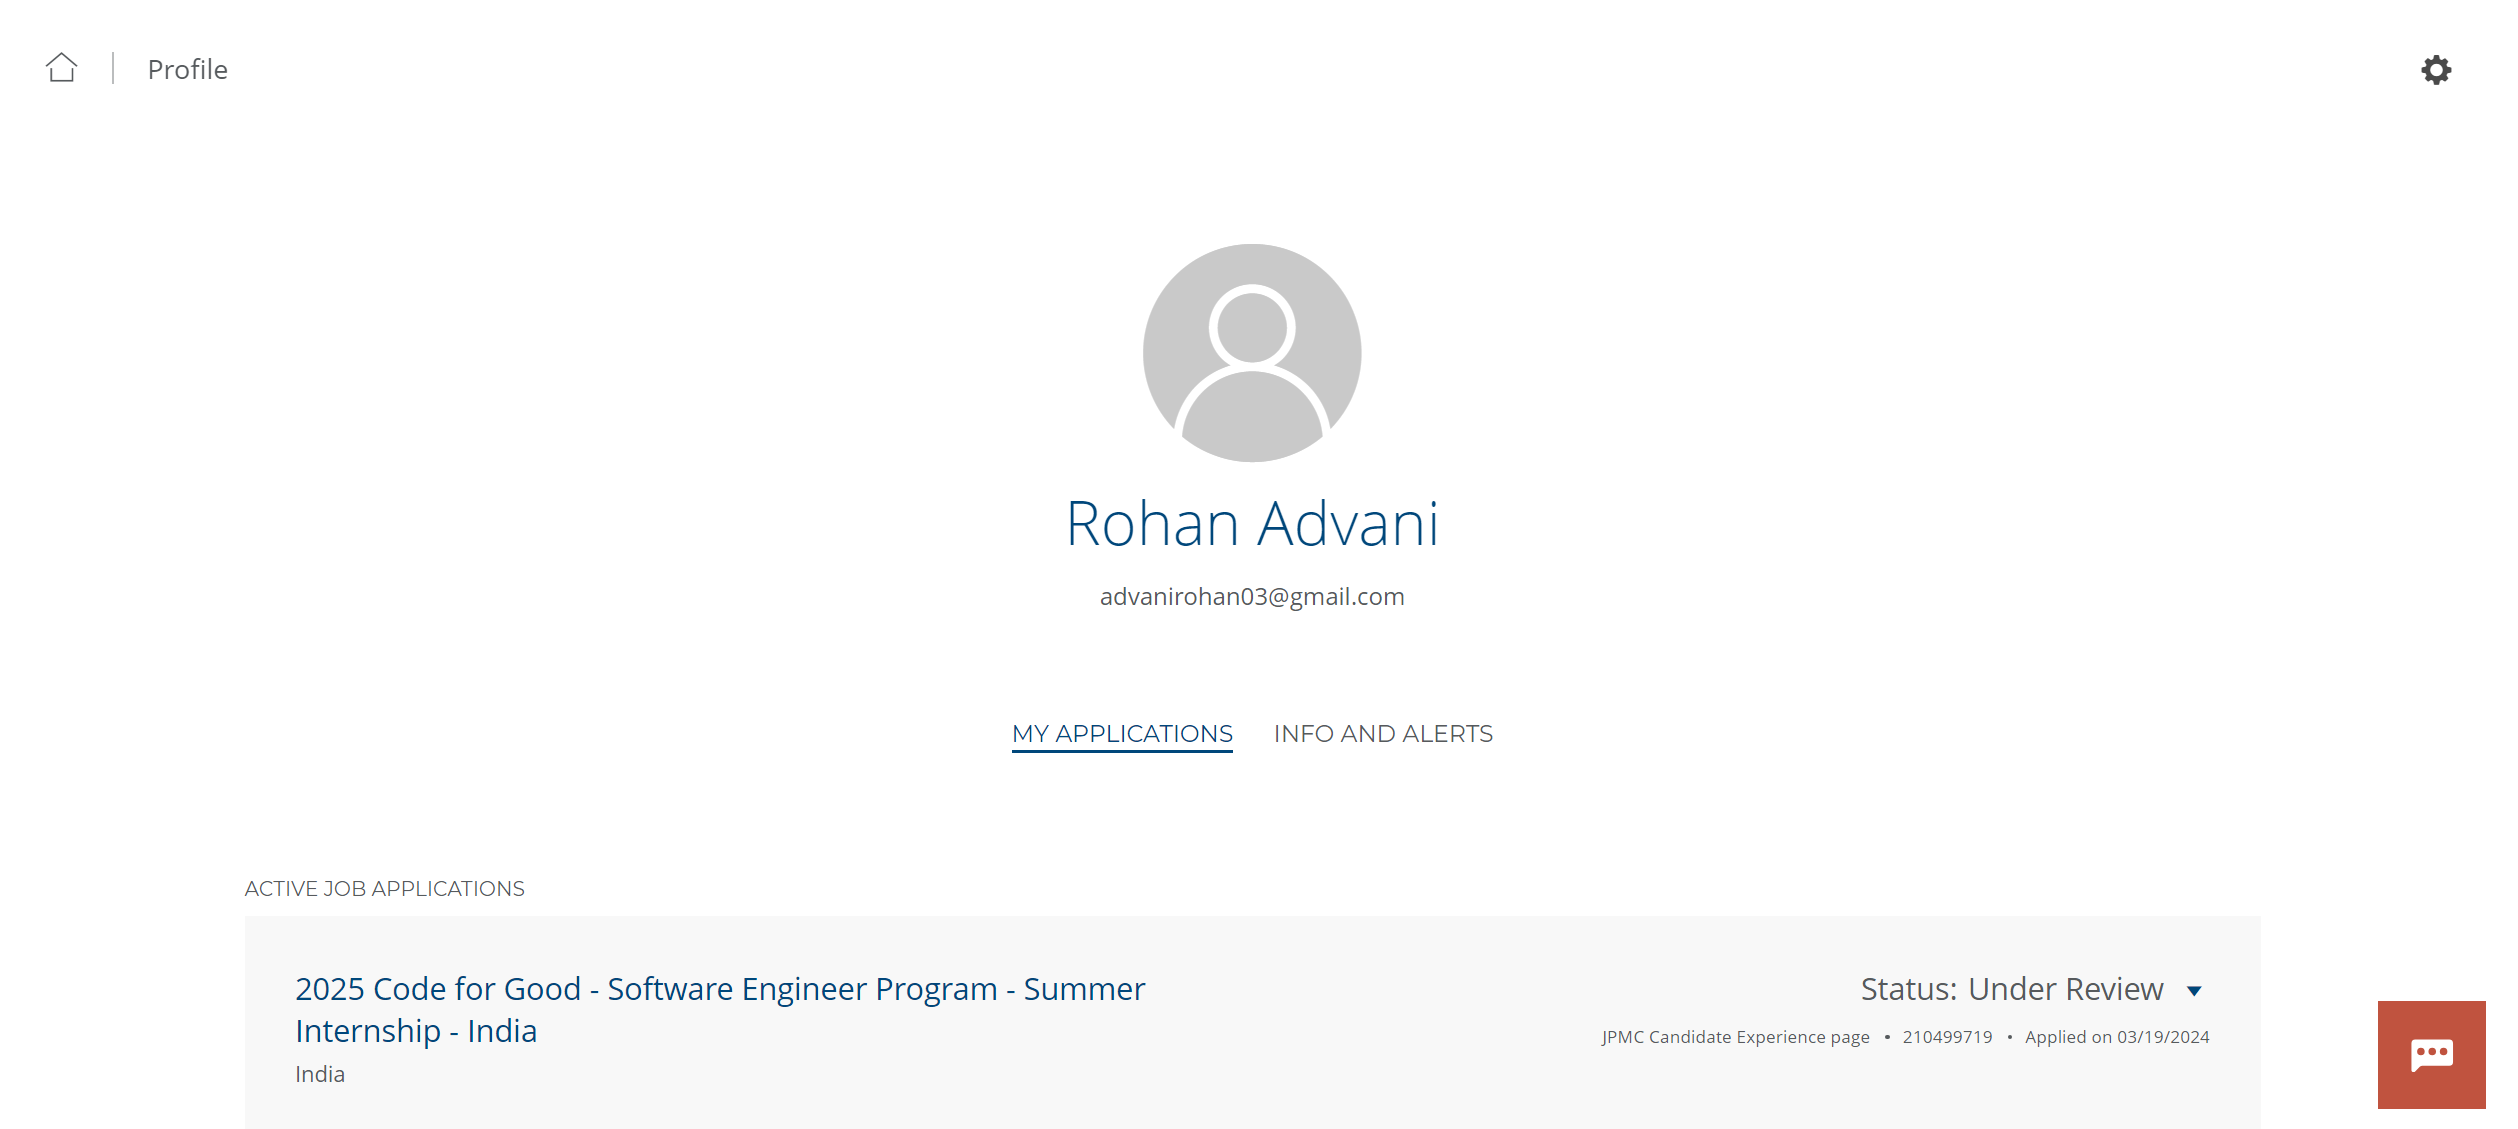 Profile
Rohan Advani
advanirohan03@gmail.com
MY APPLICATIONS INFO AND ALERTS
ACTIVE JOB APPLICATIONS
2025 Code for Good - Software Engineer Program - Summer
Internship - India
India
Status: Under Review
JPMC Candidate Experience page • 210499719 • Applied on 03/19/2024